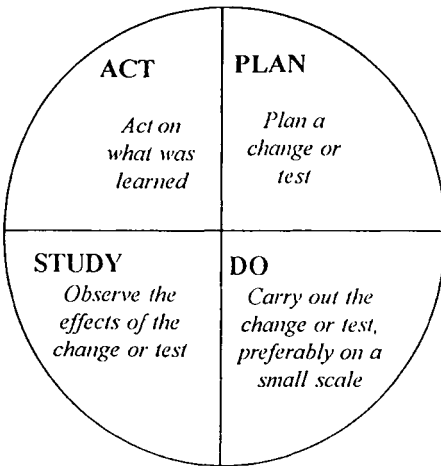 ACT
Act on
what was
learned
PLAN
Plan a
change or
test
STUDY
Observe the
effects of the
change or test
DO
Carry out the
change or test,
preferably on a
small scale